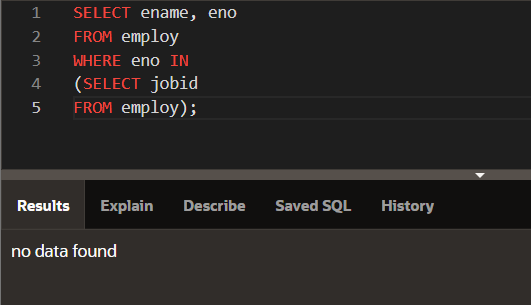 1 SELECT ename, eno
2 FROM employ
3 WHERE eno IN
4 (SELECT jobid
5 FROM employ);
Results Explain Describe Saved SQL History
no data found